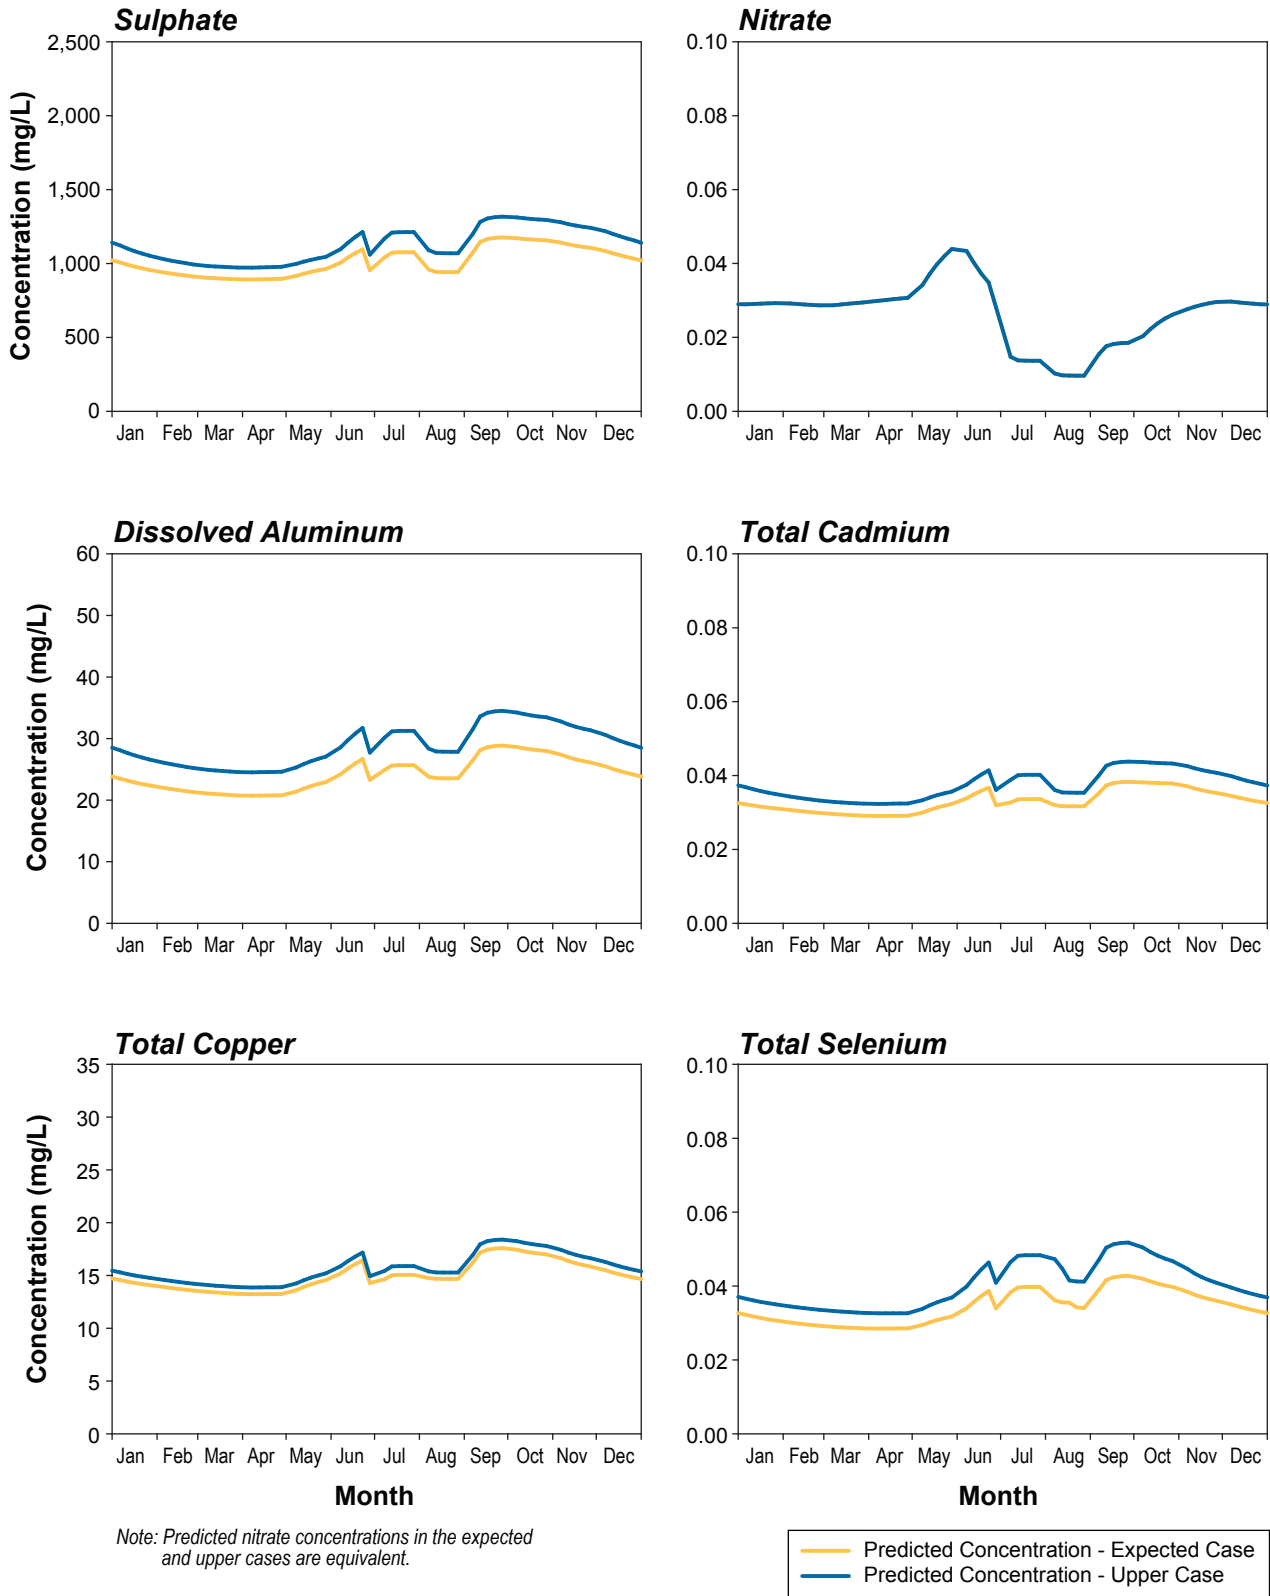 Sulphate
Concentration (mg/L)
2,500
2,000
1,500
1,000
500
0
Jan Feb Mar Apr May Jun Jul Aug Sep Oct Nov Dec
Nitrate
0.10
0.08
0.06
0.04
0.02
0.00
Jan Feb Mar Apr May Jun Jul Aug Sep Oct Nov Dec
Dissolved Aluminum
Concentration (mg/L)
60
50
40
30
20
10
0
Jan Feb Mar Apr May Jun Jul Aug Sep Oct Nov Dec
Total Cadmium
0.10
0.08
0.06
0.04
0.02
0.00
Jan Feb Mar Apr May Jun Jul Aug Sep Oct Nov Dec
Total Copper
Concentration (mg/L)
35
30
25
20
15
10
5
0
Jan Feb Mar Apr May Jun Jul Aug Sep Oct Nov Dec
Month
Total Selenium
0.10
0.08
0.06
0.04
0.02
0.00
Jan Feb Mar Apr May Jun Jul Aug Sep Oct Nov Dec
Month
Note: Predicted nitrate concentrations in the expected
and upper cases are equivalent.
Predicted Concentration - Expected Case
Predicted Concentration - Upper Case